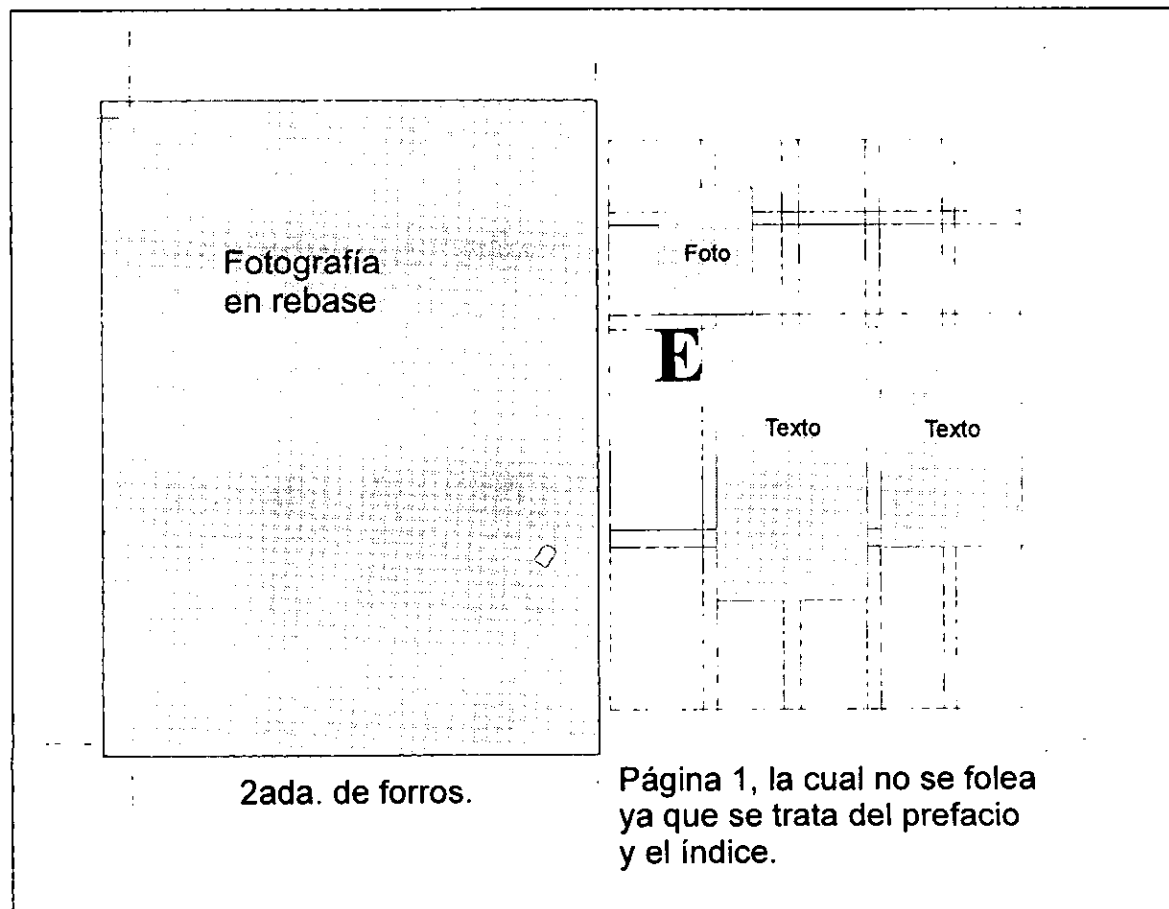 Fotografía
en rebase
Foto
E
Texto
Texto
2ada. de forros.
Página 1, la cual no se folea
ya que se trata del prefacio
y el índice.